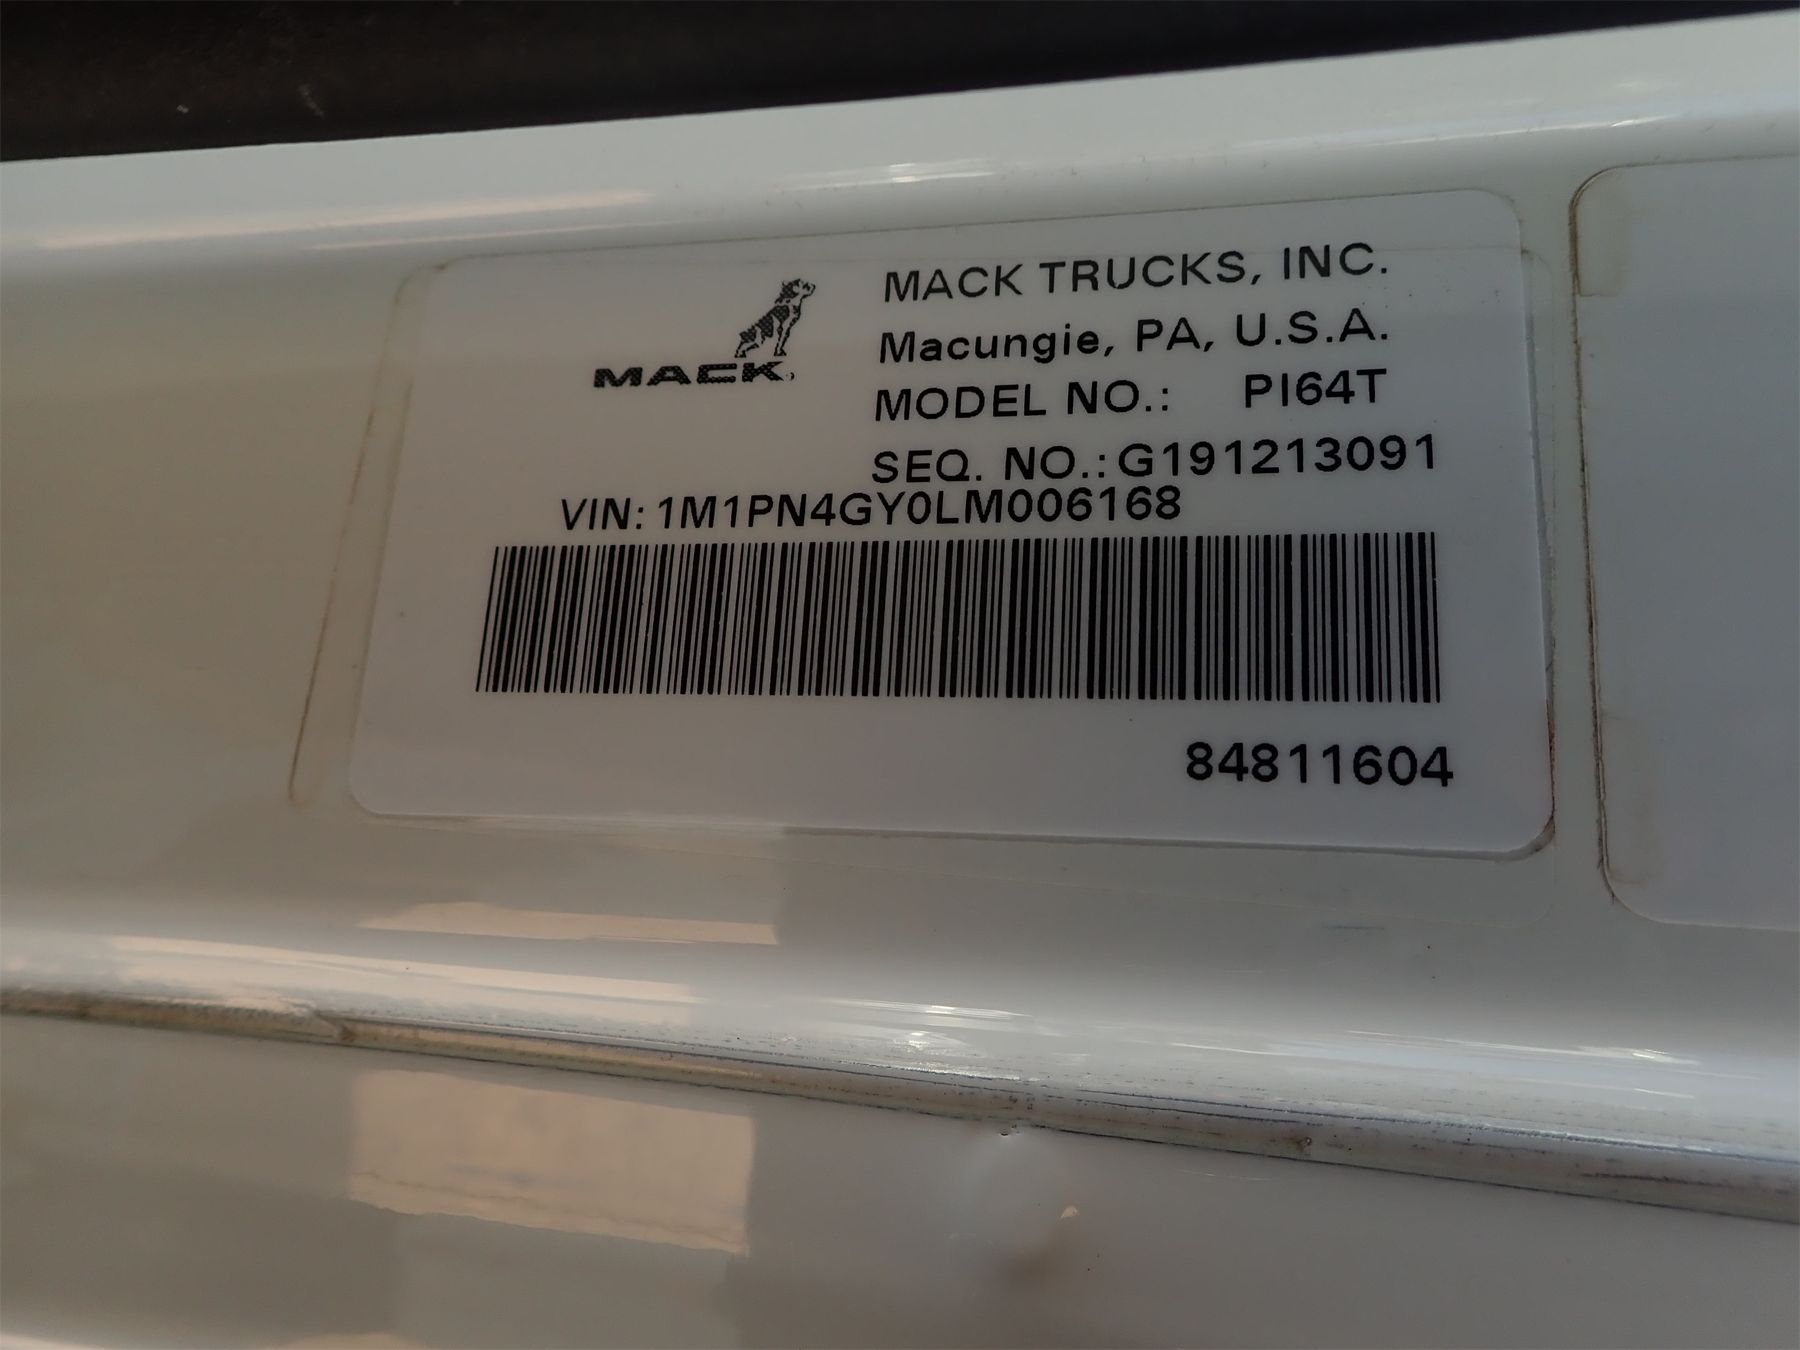 MACK
MACK TRUCKS, INC.
Macungie, PA, U.S.A.
MODEL NO.: PI64T
SEQ. NO.: G191213091
VIN: 1M1PN4GY0LM006168
84811604